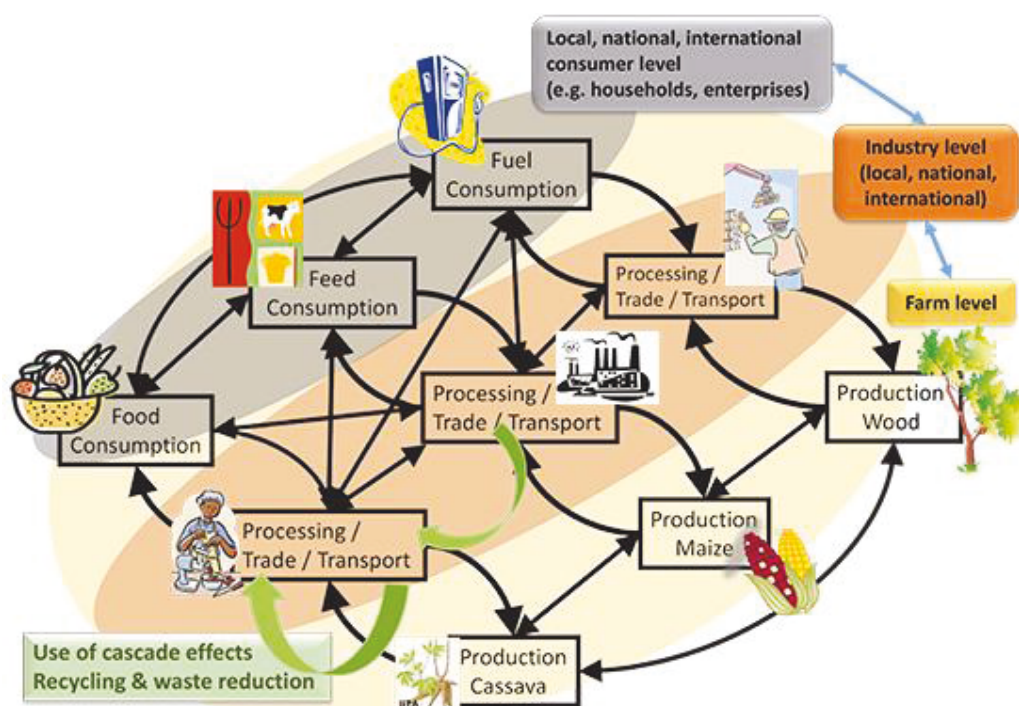 Local, national, international
consumer level
(e.g. households, enterprises)
Fuel
Consumption
Industry level
(local, national,
international)
Feed
Consumption
Processing /
Trade / Transport
Farm level
Food
Consumption
Processing /
Trade / Transport
Production
Wood
Processing /
Trade / Transport
Production
Maize
Use of cascade effects
Recycling & waste reduction
Production
Cassava